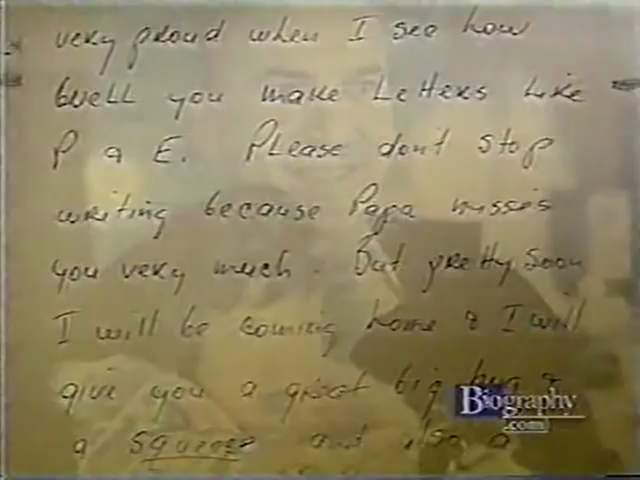 very proud when I see how
well you make Letters Like
P & E. PLease don't stop
writing because Papa misses
you very much. But pretty soon
I will be coming home & I will
give you a great big hug &
a squeeze and also a
Biography
.com